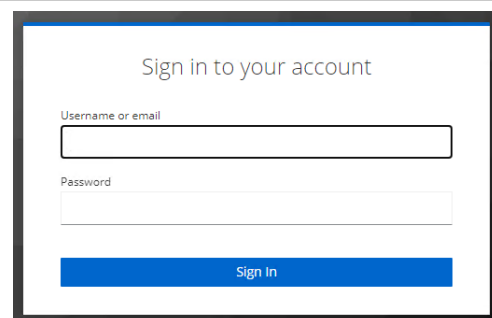 Sign in to your account
Username or email
Password
Sign In